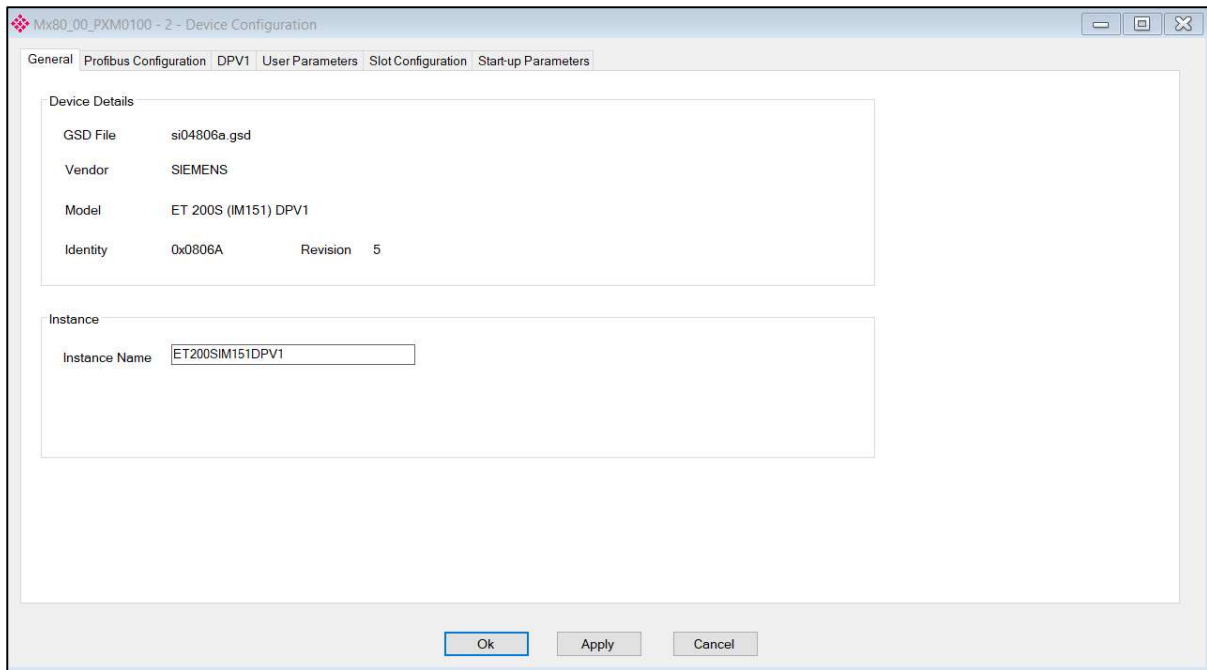 Mx80_00_PXM0100 - 2 - Device Configuration
General Profibus Configuration DPV1 User Parameters Slot Configuration Start-up Parameters
Device Details
GSD File si04806a.gsd
Vendor SIEMENS
Model ET 200S (IM151) DPV1
Identity 0x0806A Revision 5
Instance
Instance Name ET200SIM151DPV1
Ok Apply Cancel